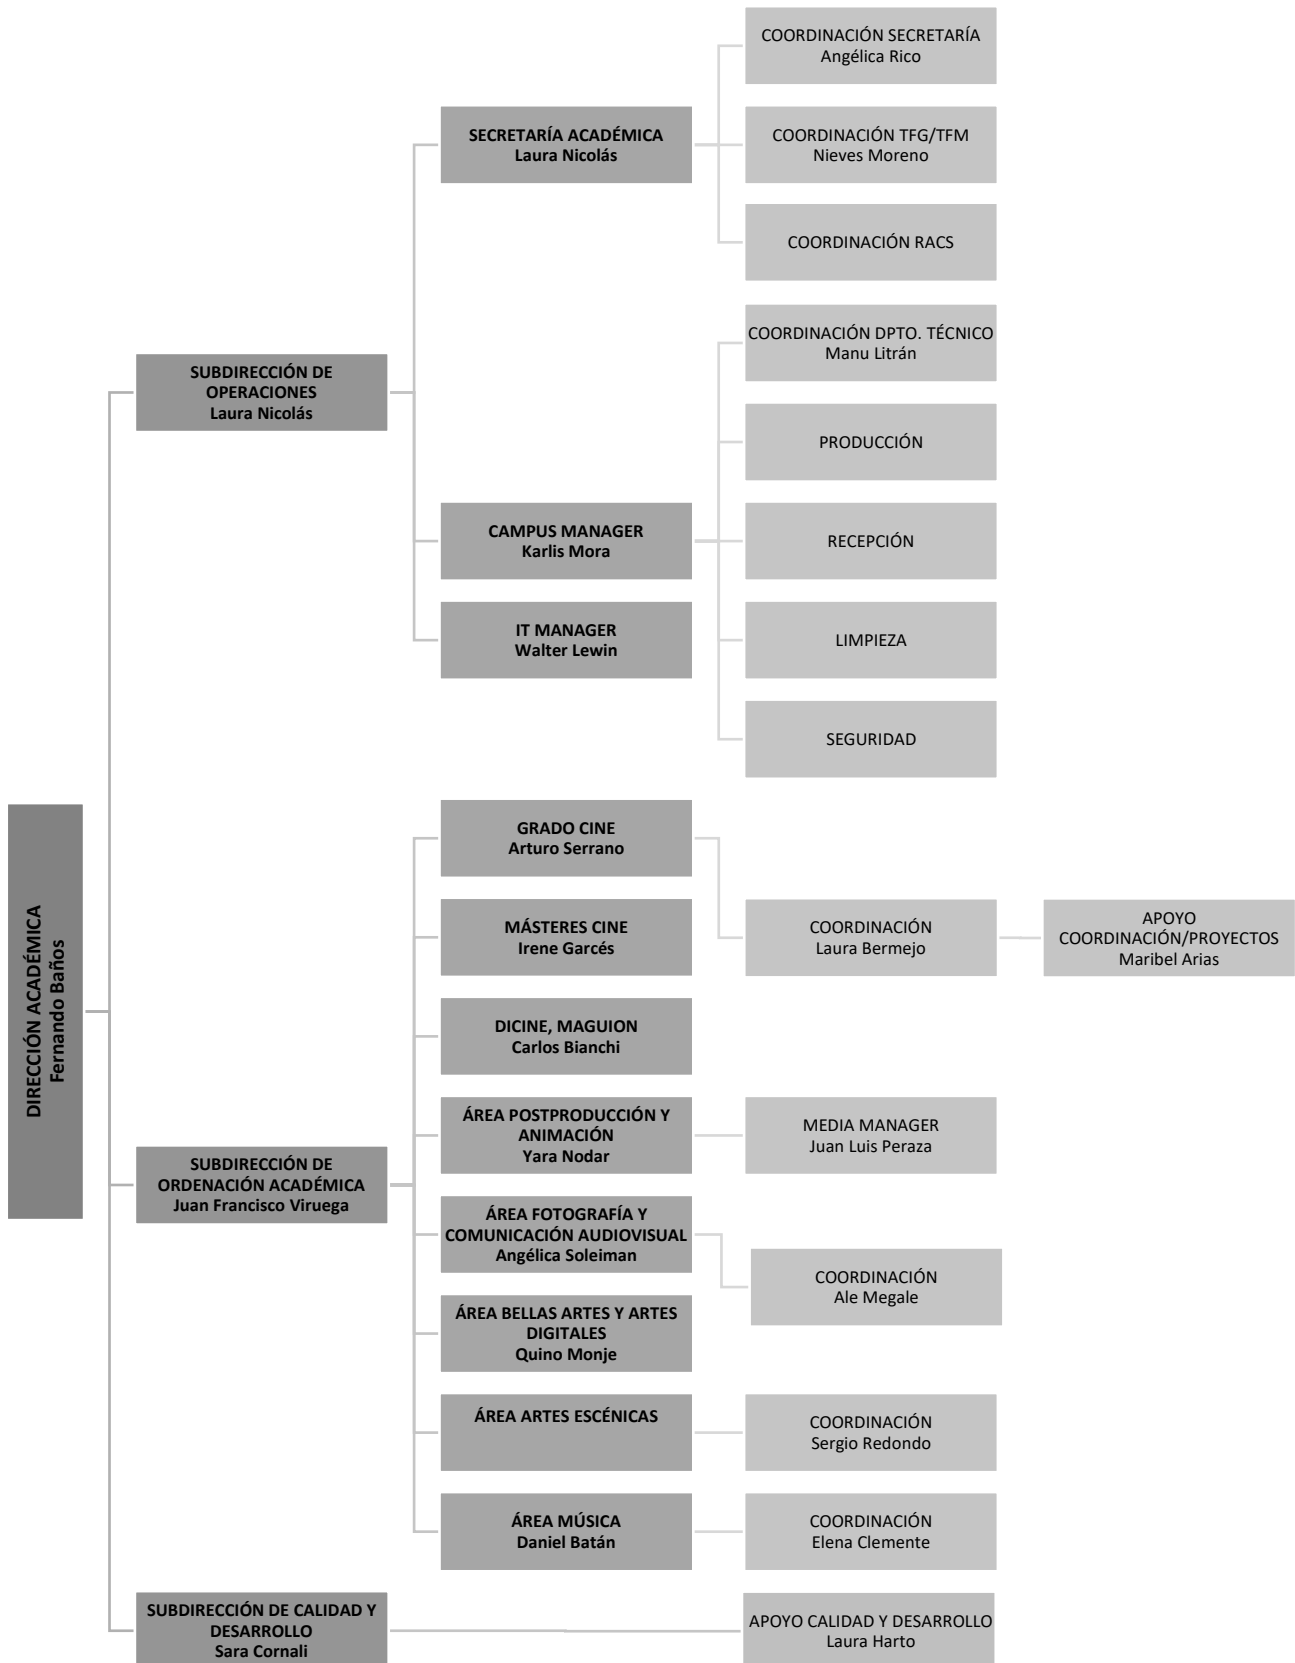 COORDINACIÓN SECRETARÍA
Angélica Rico
SECRETARÍA ACADÉMICA
Laura Nicolás
COORDINACIÓN TFG/TFM
Nieves Moreno
COORDINACIÓN RACS
COORDINACIÓN DPTO. TÉCNICO
Manu Litrán
SUBDIRECCIÓN DE
OPERACIONES
Laura Nicolás
PRODUCCIÓN
CAMPUS MANAGER
Karlis Mora
RECEPCIÓN
IT MANAGER
Walter Lewin
LIMPIEZA
SEGURIDAD
DIRECCIÓN ACADÉMICA
Fernando Baños
GRADO CINE
Arturo Serrano
MÁSTERES CINE
Irene Garcés
COORDINACIÓN
Laura Bermejo
APOYO
COORDINACIÓN/PROYECTOS
Maribel Arias
DICINE, MAGUION
Carlos Bianchi
ÁREA POSTPRODUCCIÓN Y
ANIMACIÓN
Yara Nodar
MEDIA MANAGER
Juan Luis Peraza
SUBDIRECCIÓN DE
ORDENACIÓN ACADÉMICA
Juan Francisco Viruega
ÁREA FOTOGRAFÍA Y
COMUNICACIÓN AUDIOVISUAL
Angélica Soleiman
COORDINACIÓN
Ale Megale
ÁREA BELLAS ARTES Y ARTES
DIGITALES
Quino Monje
ÁREA ARTES ESCÉNICAS
COORDINACIÓN
Sergio Redondo
ÁREA MÚSICA
Daniel Batán
COORDINACIÓN
Elena Clemente
SUBDIRECCIÓN DE CALIDAD Y
DESARROLLO
Sara Cornali
APOYO CALIDAD Y DESARROLLO
Laura Harto